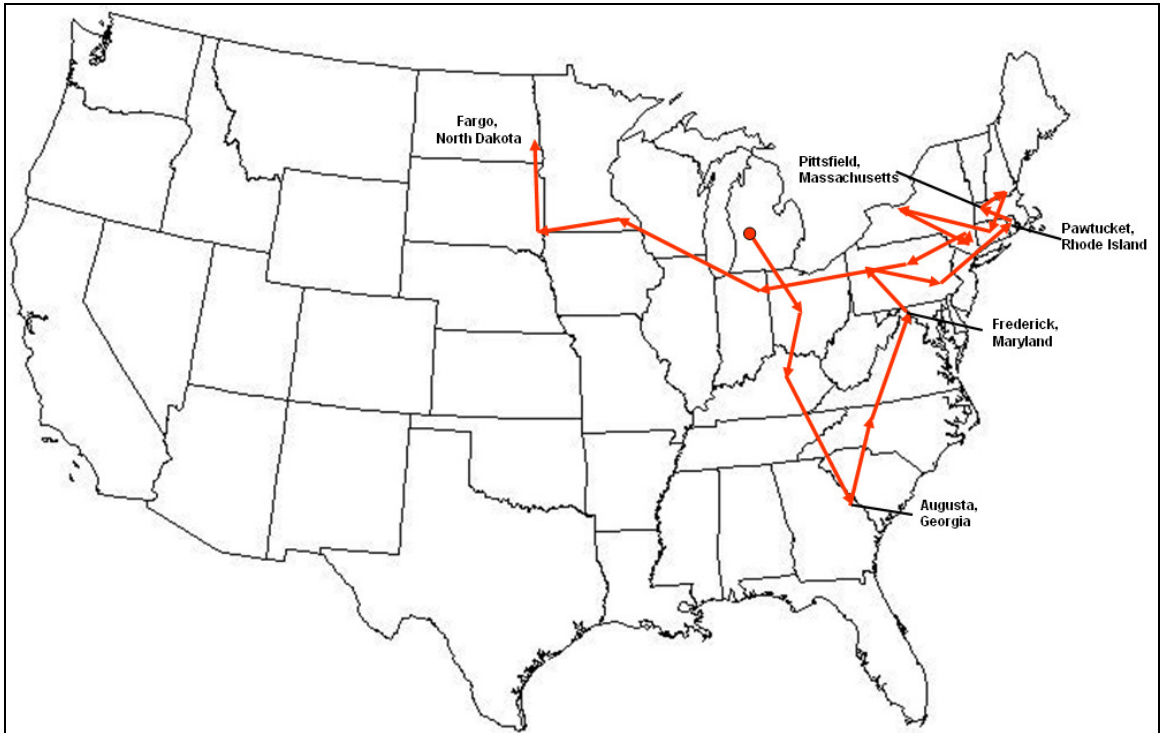 Fargo,
North Dakota
Pittsfield,
Massachusetts
Pawtucket,
Rhode Island
Frederick,
Maryland
Augusta,
Georgia